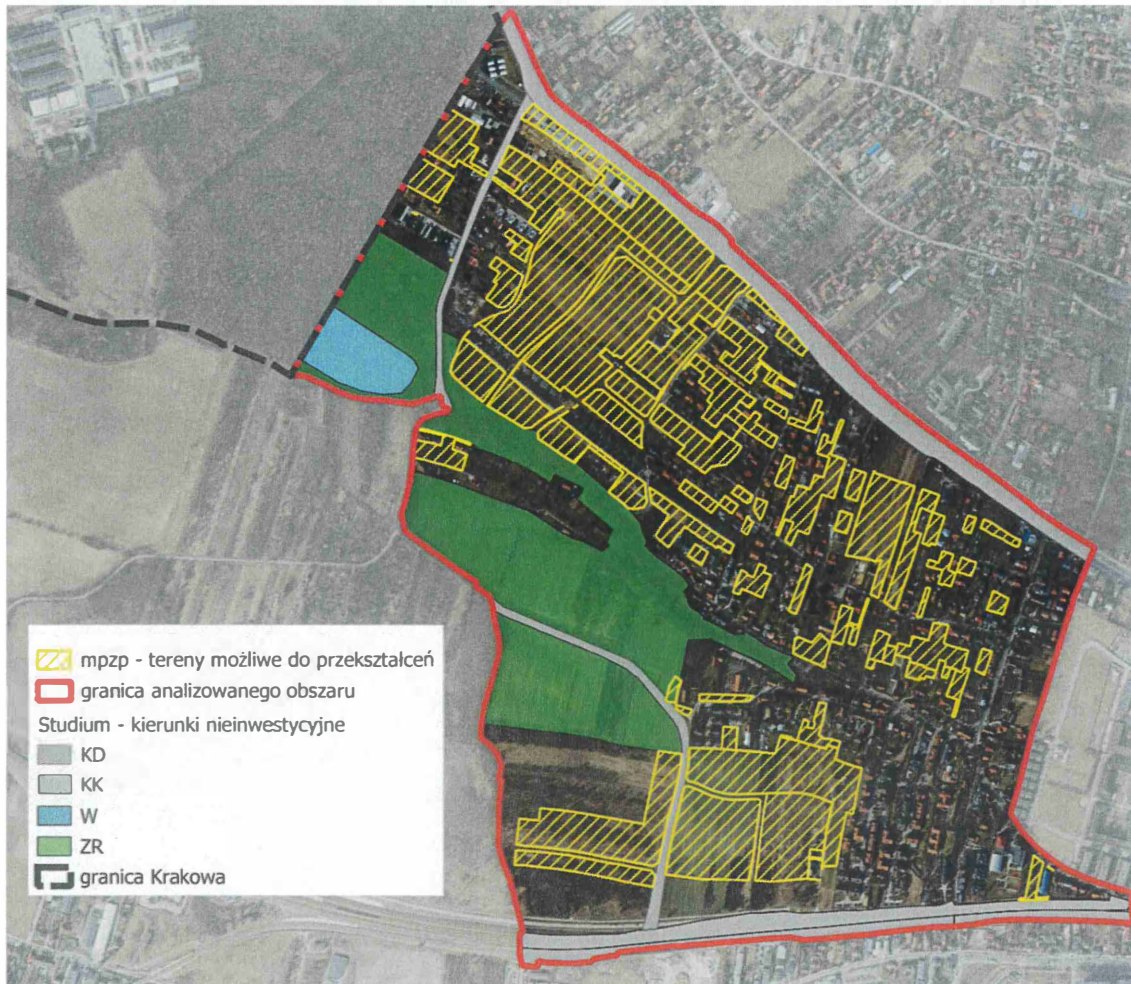 mpzp - tereny możliwe do przekształceń
granica analizowanego obszaru
Studium - kierunki nieinwestycyjne
KD
KK
W
ZR
granica Krakowa